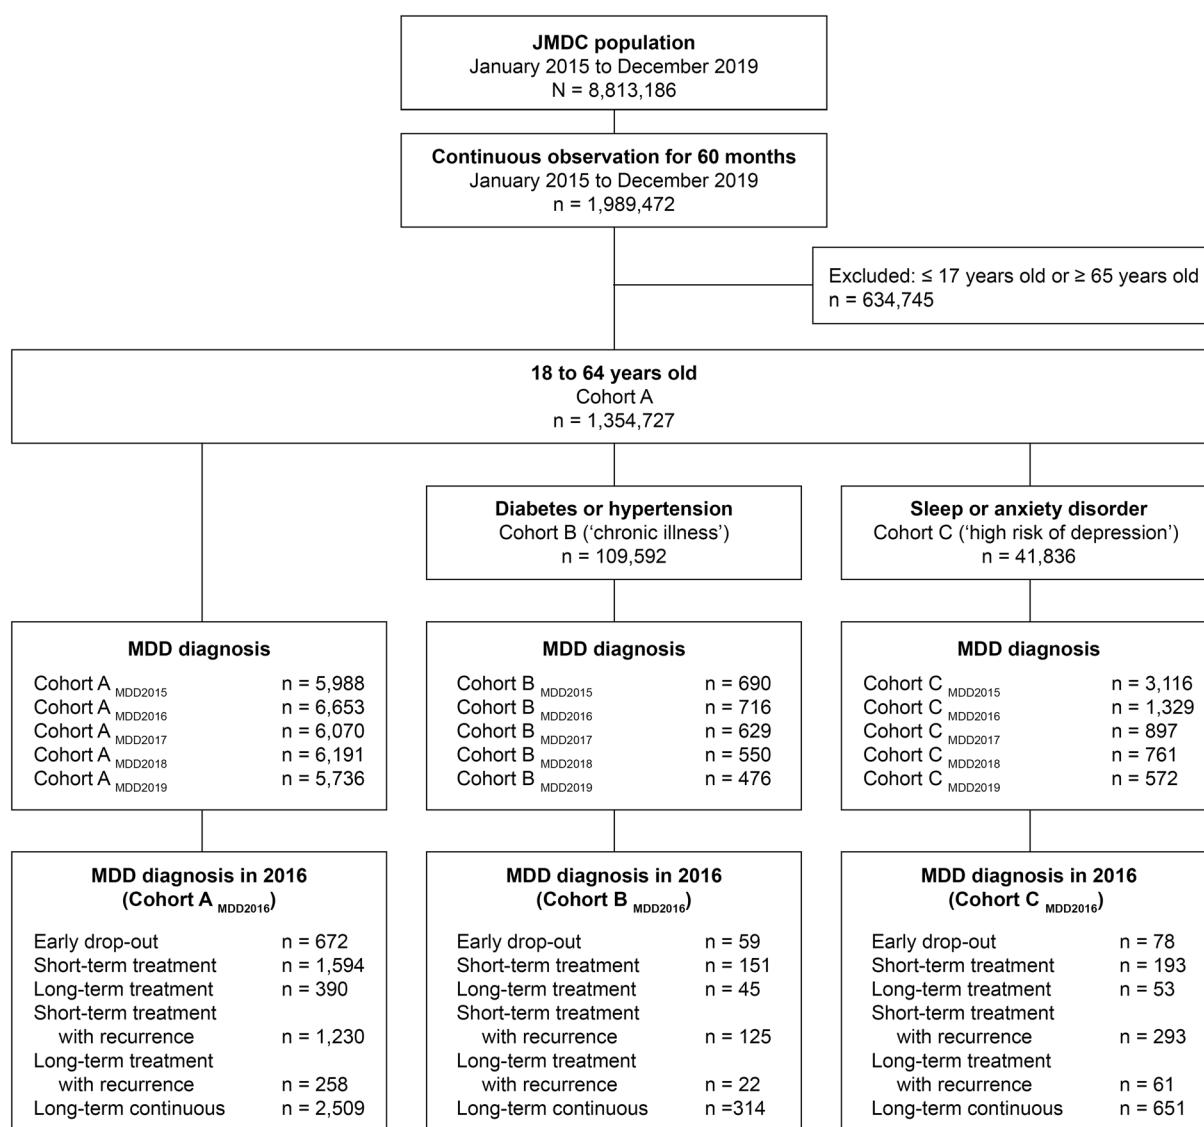 JMDC population
January 2015 to December 2019
N = 8,813,186
Continuous observation for 60 months
January 2015 to December 2019
n = 1,989,472
Excluded: ≤ 17 years old or ≥ 65 years old
n = 634,745
18 to 64 years old
Cohort A
n = 1,354,727
Diabetes or hypertension
Cohort B (‘chronic illness’)
n = 109,592
Sleep or anxiety disorder
Cohort C (‘high risk of depression’)
n = 41,836
MDD diagnosis
Cohort A MDD2015 n = 5,988
Cohort A MDD2016 n = 6,653
Cohort A MDD2017 n = 6,070
Cohort A MDD2018 n = 6,191
Cohort A MDD2019 n = 5,736
MDD diagnosis
Cohort B MDD2015 n = 690
Cohort B MDD2016 n = 716
Cohort B MDD2017 n = 629
Cohort B MDD2018 n = 550
Cohort B MDD2019 n = 476
MDD diagnosis
Cohort C MDD2015 n = 3,116
Cohort C MDD2016 n = 1,329
Cohort C MDD2017 n = 897
Cohort C MDD2018 n = 761
Cohort C MDD2019 n = 572
MDD diagnosis in 2016
(Cohort A MDD2016)
Early drop-out n = 672
Short-term treatment n = 1,594
Long-term treatment n = 390
Short-term treatment
with recurrence n = 1,230
Long-term treatment
with recurrence n = 258
Long-term continuous n = 2,509
MDD diagnosis in 2016
(Cohort B MDD2016)
Early drop-out n = 59
Short-term treatment n = 151
Long-term treatment n = 45
Short-term treatment
with recurrence n = 125
Long-term treatment
with recurrence n = 22
Long-term continuous n =314
MDD diagnosis in 2016
(Cohort C MDD2016)
Early drop-out n = 78
Short-term treatment n = 193
Long-term treatment n = 53
Short-term treatment
with recurrence n = 293
Long-term treatment
with recurrence n = 61
Long-term continuous n = 651